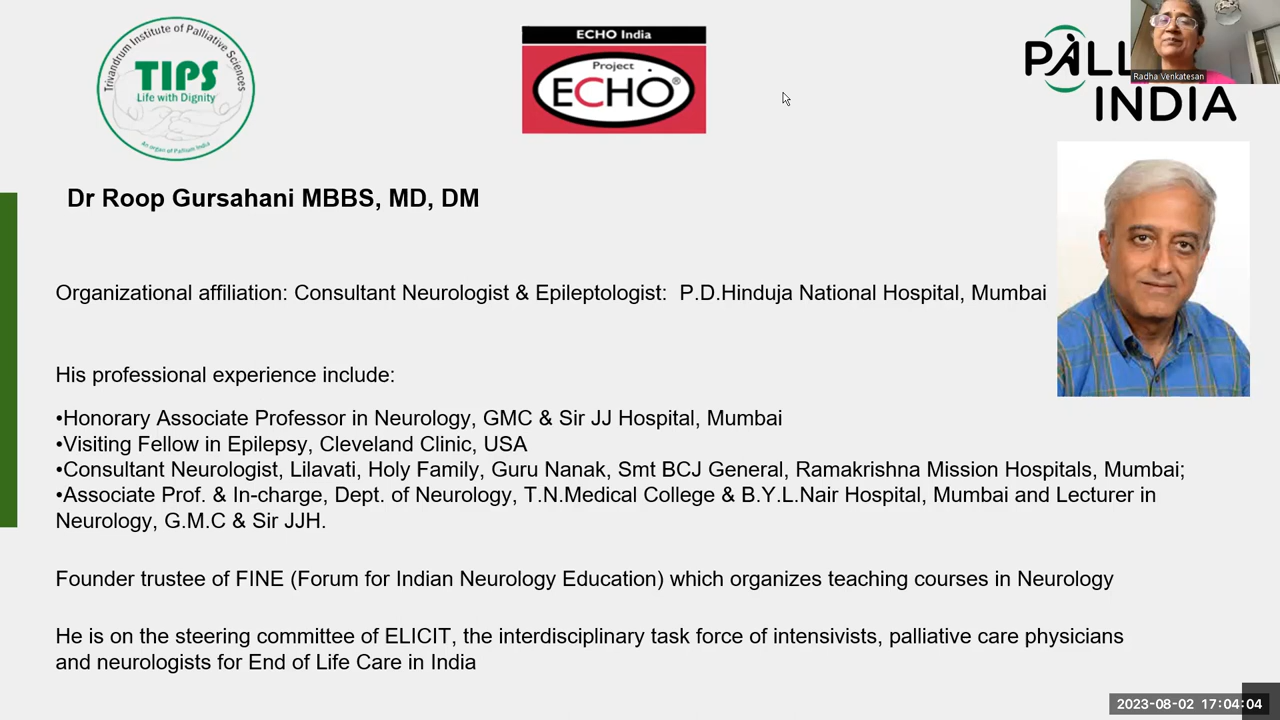 Trivandrum Institute of Palliative Sciences
TIPS
Life with Dignity
An organ of Pallium India
ECHO India
Project
ECHO®
PALL
INDIA
Radha Venkatesan
Dr Roop Gursahani MBBS, MD, DM
Organizational affiliation: Consultant Neurologist & Epileptologist: P.D.Hinduja National Hospital, Mumbai
His professional experience include:
•Honorary Associate Professor in Neurology, GMC & Sir JJ Hospital, Mumbai
•Visiting Fellow in Epilepsy, Cleveland Clinic, USA
•Consultant Neurologist, Lilavati, Holy Family, Guru Nanak, Smt BCJ General, Ramakrishna Mission Hospitals, Mumbai;
•Associate Prof. & In-charge, Dept. of Neurology, T.N.Medical College & B.Y.L.Nair Hospital, Mumbai and Lecturer in
Neurology, G.M.C & Sir JJH.
Founder trustee of FINE (Forum for Indian Neurology Education) which organizes teaching courses in Neurology
He is on the steering committee of ELICIT, the interdisciplinary task force of intensivists, palliative care physicians
and neurologists for End of Life Care in India
2023-08-02 17:04:04